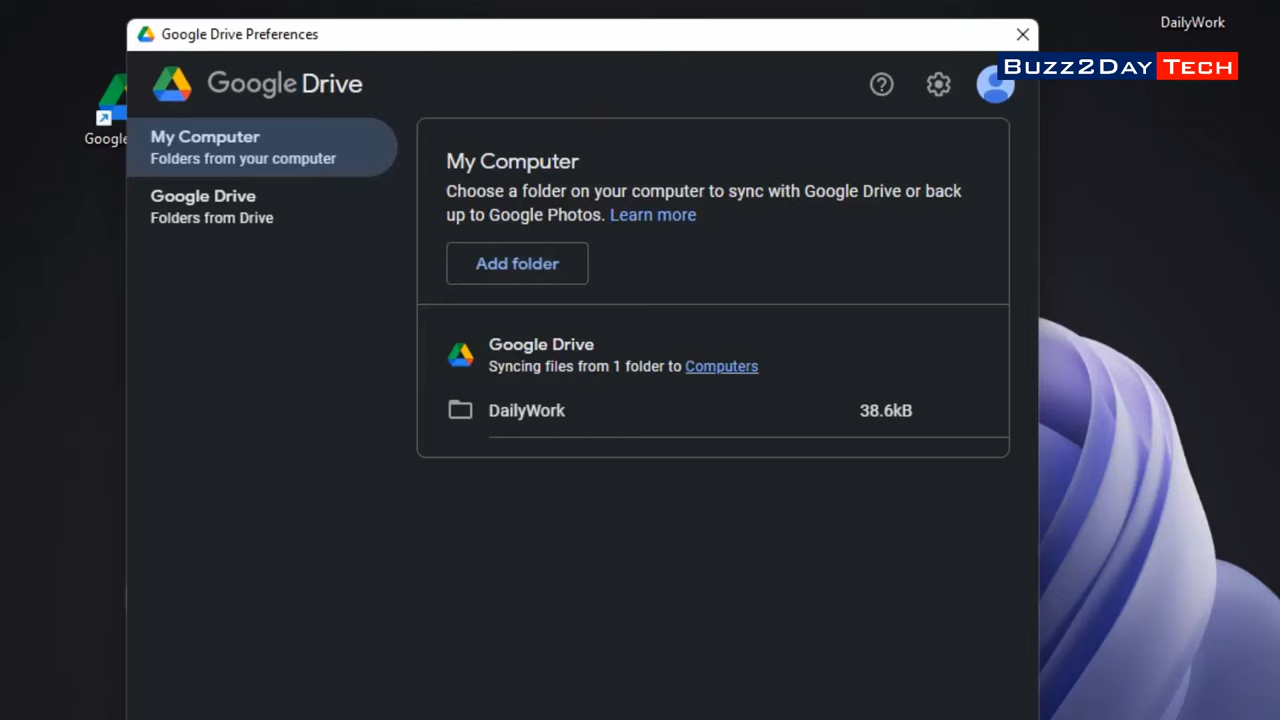 Google Drive Preferences
DailyWork
Buzz2Day Tech
Google Drive
Google
My Computer
Folders from your computer
Google Drive
Folders from Drive
My Computer
Choose a folder on your computer to sync with Google Drive or back
up to Google Photos. Learn more
Add folder
Google Drive
Syncing files from 1 folder to Computers
DailyWork 38.6kB